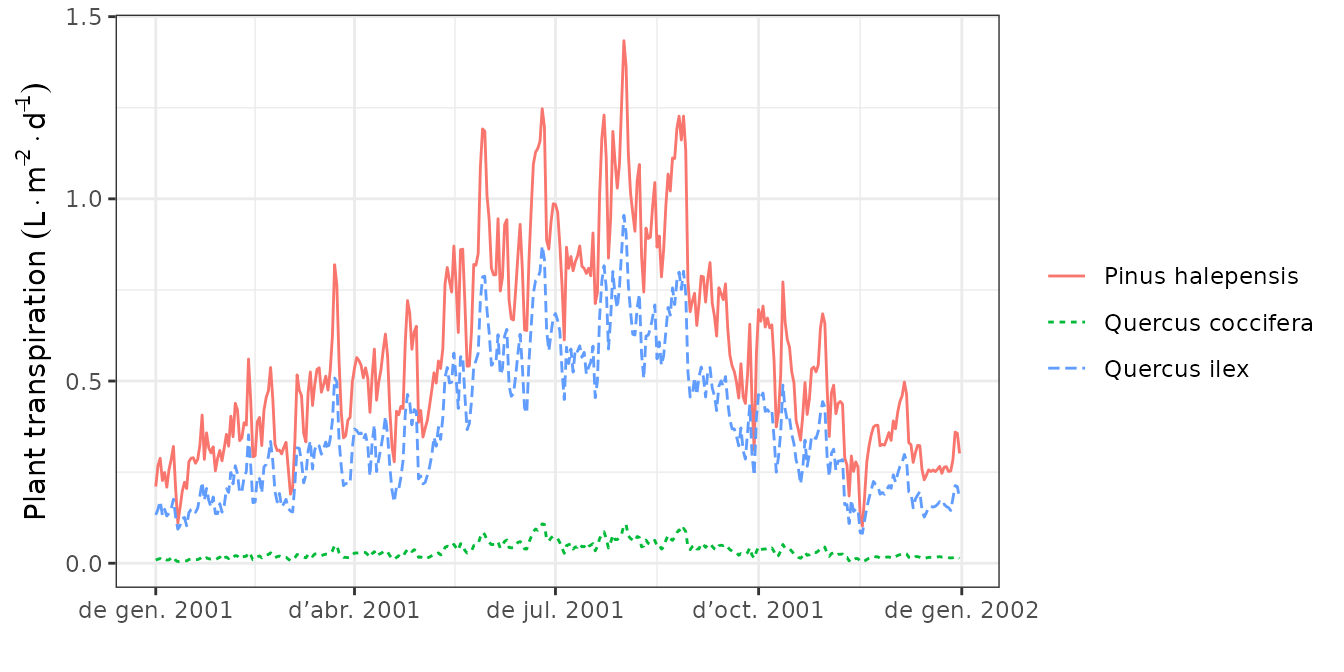 Plant transpiration (L · m⁻² · d⁻¹)
1.5
1.0
0.5
0.0
de gen. 2001
d’abr. 2001
de jul. 2001
d’oct. 2001
de gen. 2002
Pinus halepensis
Quercus coccifera
Quercus ilex